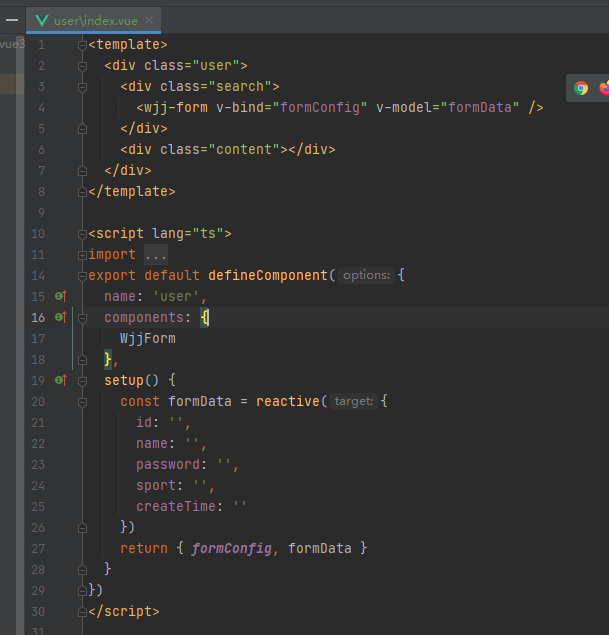 user\index.vue
vue3
1 <template>
2 <div class="user">
3 <div class="search">
4 <wjj-form v-bind="formConfig" v-model="formData" />
5 </div>
6 <div class="content"></div>
7 </div>
8 </template>
9
10 <script lang="ts">
11 import ...
14 export default defineComponent( options: {
15 name: 'user',
16 components: {
17 WjjForm
18 },
19 setup() {
20 const formData = reactive( target: {
21 id: '',
22 name: '',
23 password: '',
24 sport: '',
25 createTime: ''
26 })
27 return { formConfig, formData }
28 }
29 })
30 </script>
31